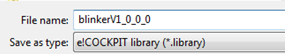 File name: blinkerV1_0_0_0
Save as type: e!COCKPIT library (*.library)